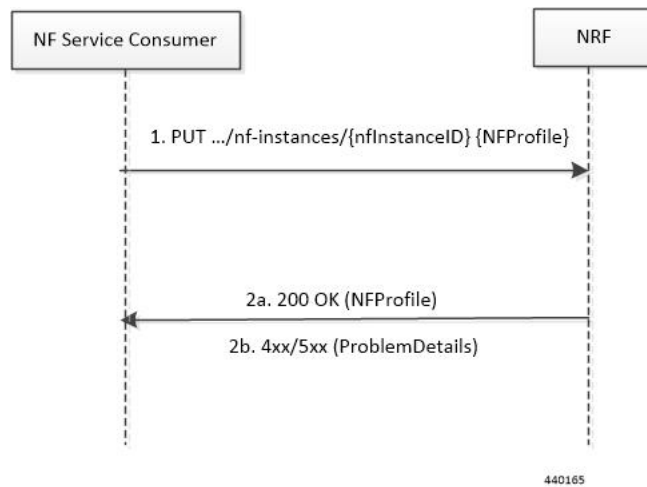 NF Service Consumer
NRF
1. PUT .../nf-instances/{nfInstanceID} {NFProfile}
2a. 200 OK (NFProfile)
2b. 4xx/5xx (ProblemDetails)
440165